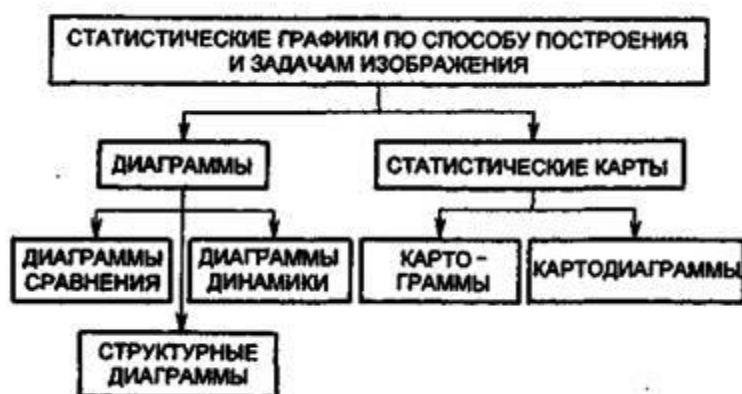 СТАТИСТИЧЕСКИЕ ГРАФИКИ ПО СПОСОБУ ПОСТРОЕНИЯ
И ЗАДАЧАМ ИЗОБРАЖЕНИЯ
ДИАГРАММЫ
СТАТИСТИЧЕСКИЕ КАРТЫ
ДИАГРАММЫ
СРАВНЕНИЯ
ДИАГРАММЫ
ДИНАМИКИ
КАРТО -
ГРАММЫ
КАРТОДИАГРАММЫ
СТРУКТУРНЫЕ
ДИАГРАММЫ